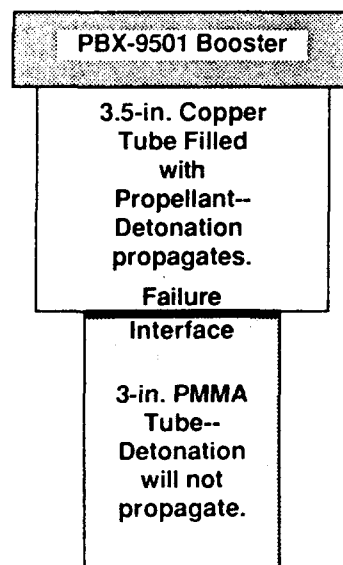 PBX-9501 Booster
3.5-in. Copper
Tube Filled
with
Propellant--
Detonation
propagates.
Failure
Interface
3-in. PMMA
Tube--
Detonation
will not
propagate.